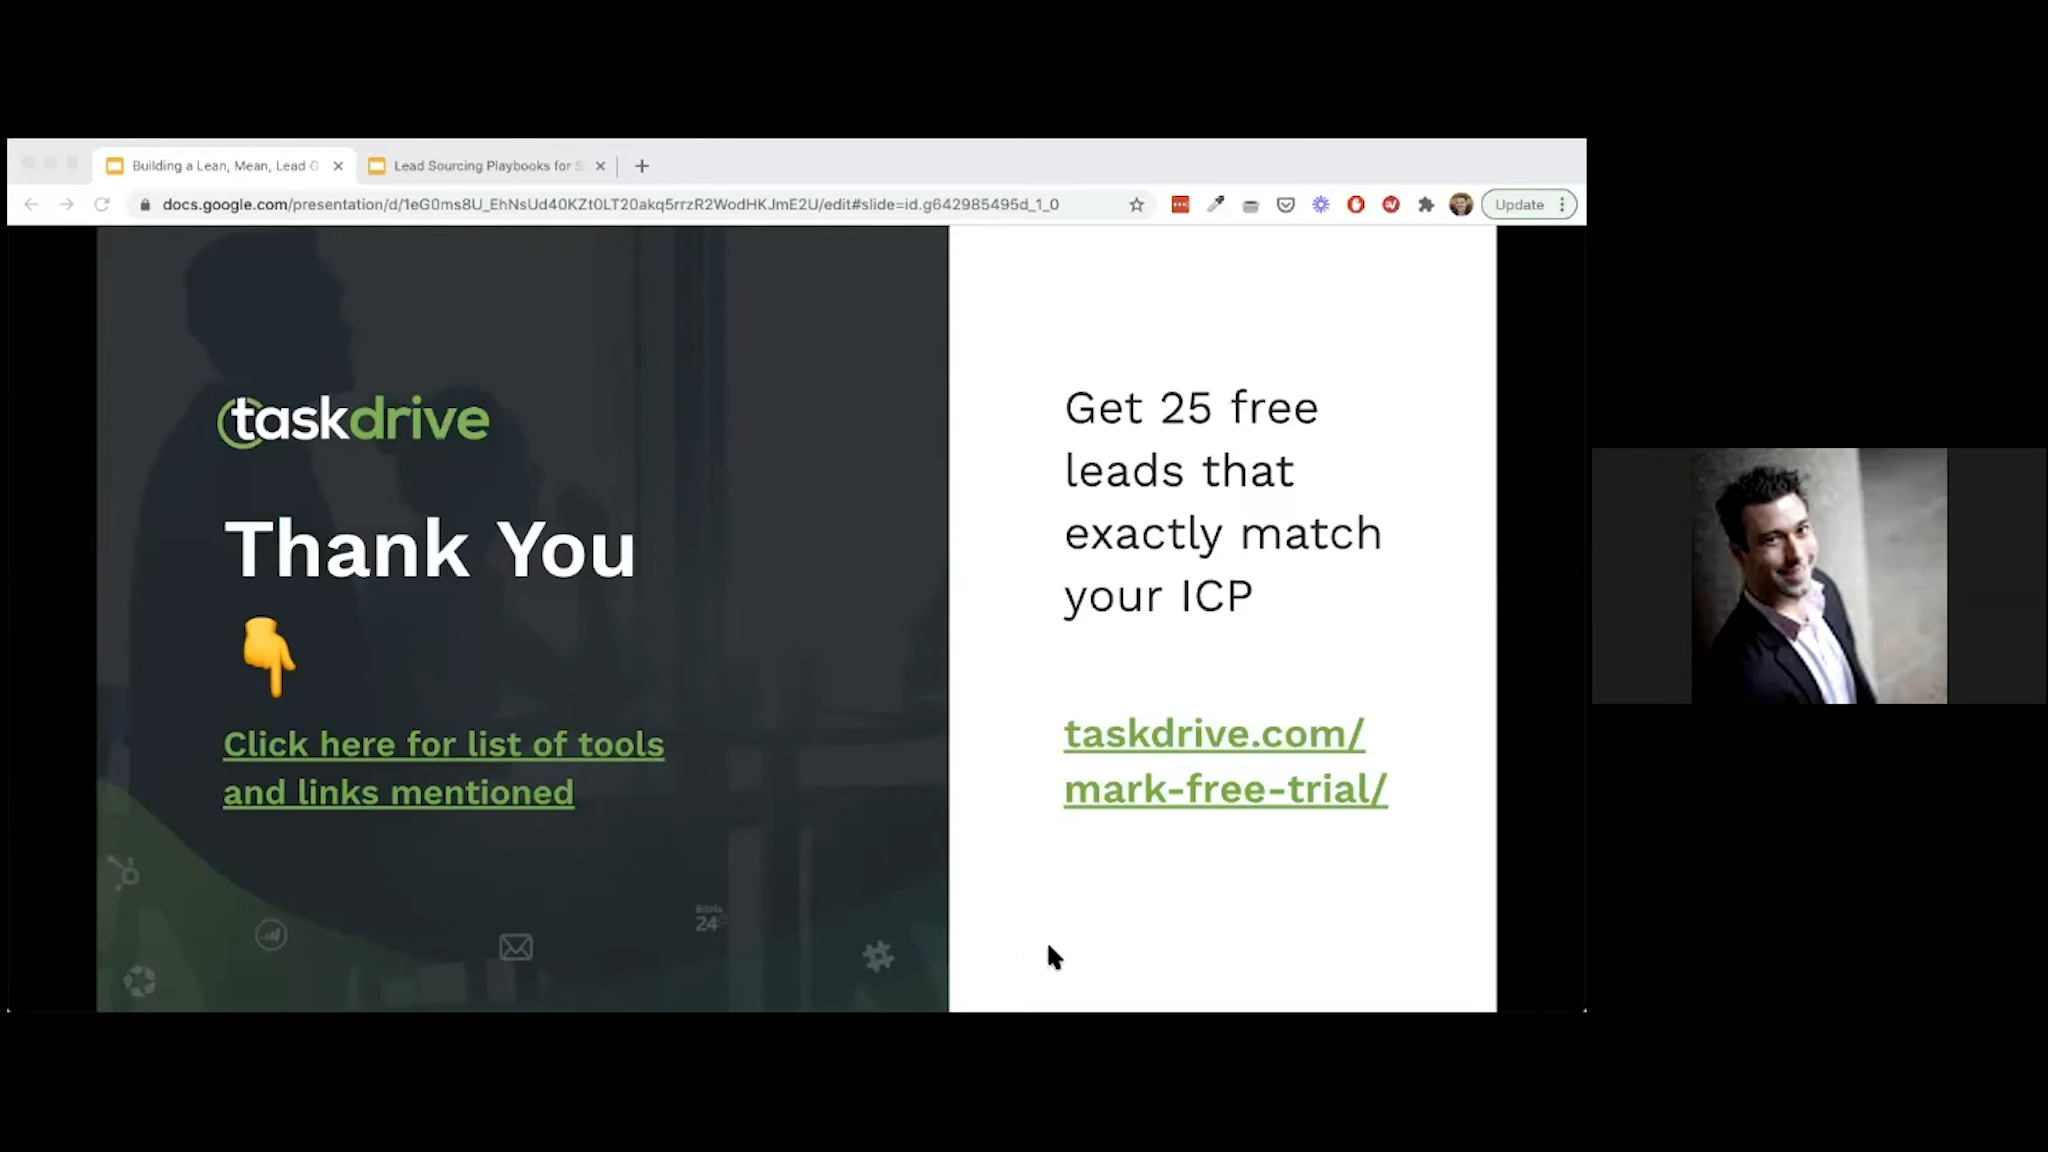 Building a Lean, Mean, Lead G
Lead Sourcing Playbooks for S
docs.google.com/presentation/d/1eG0ms8U_EhNsUd40KZt0LT20akq5rrzR2WodHKJmE2U/edit#slide=id.g642985495d_1_0
Update
taskdrive
Thank You
Click here for list of tools
and links mentioned
Bitrix
24
Get 25 free
leads that
exactly match
your ICP
taskdrive.com/
mark-free-trial/